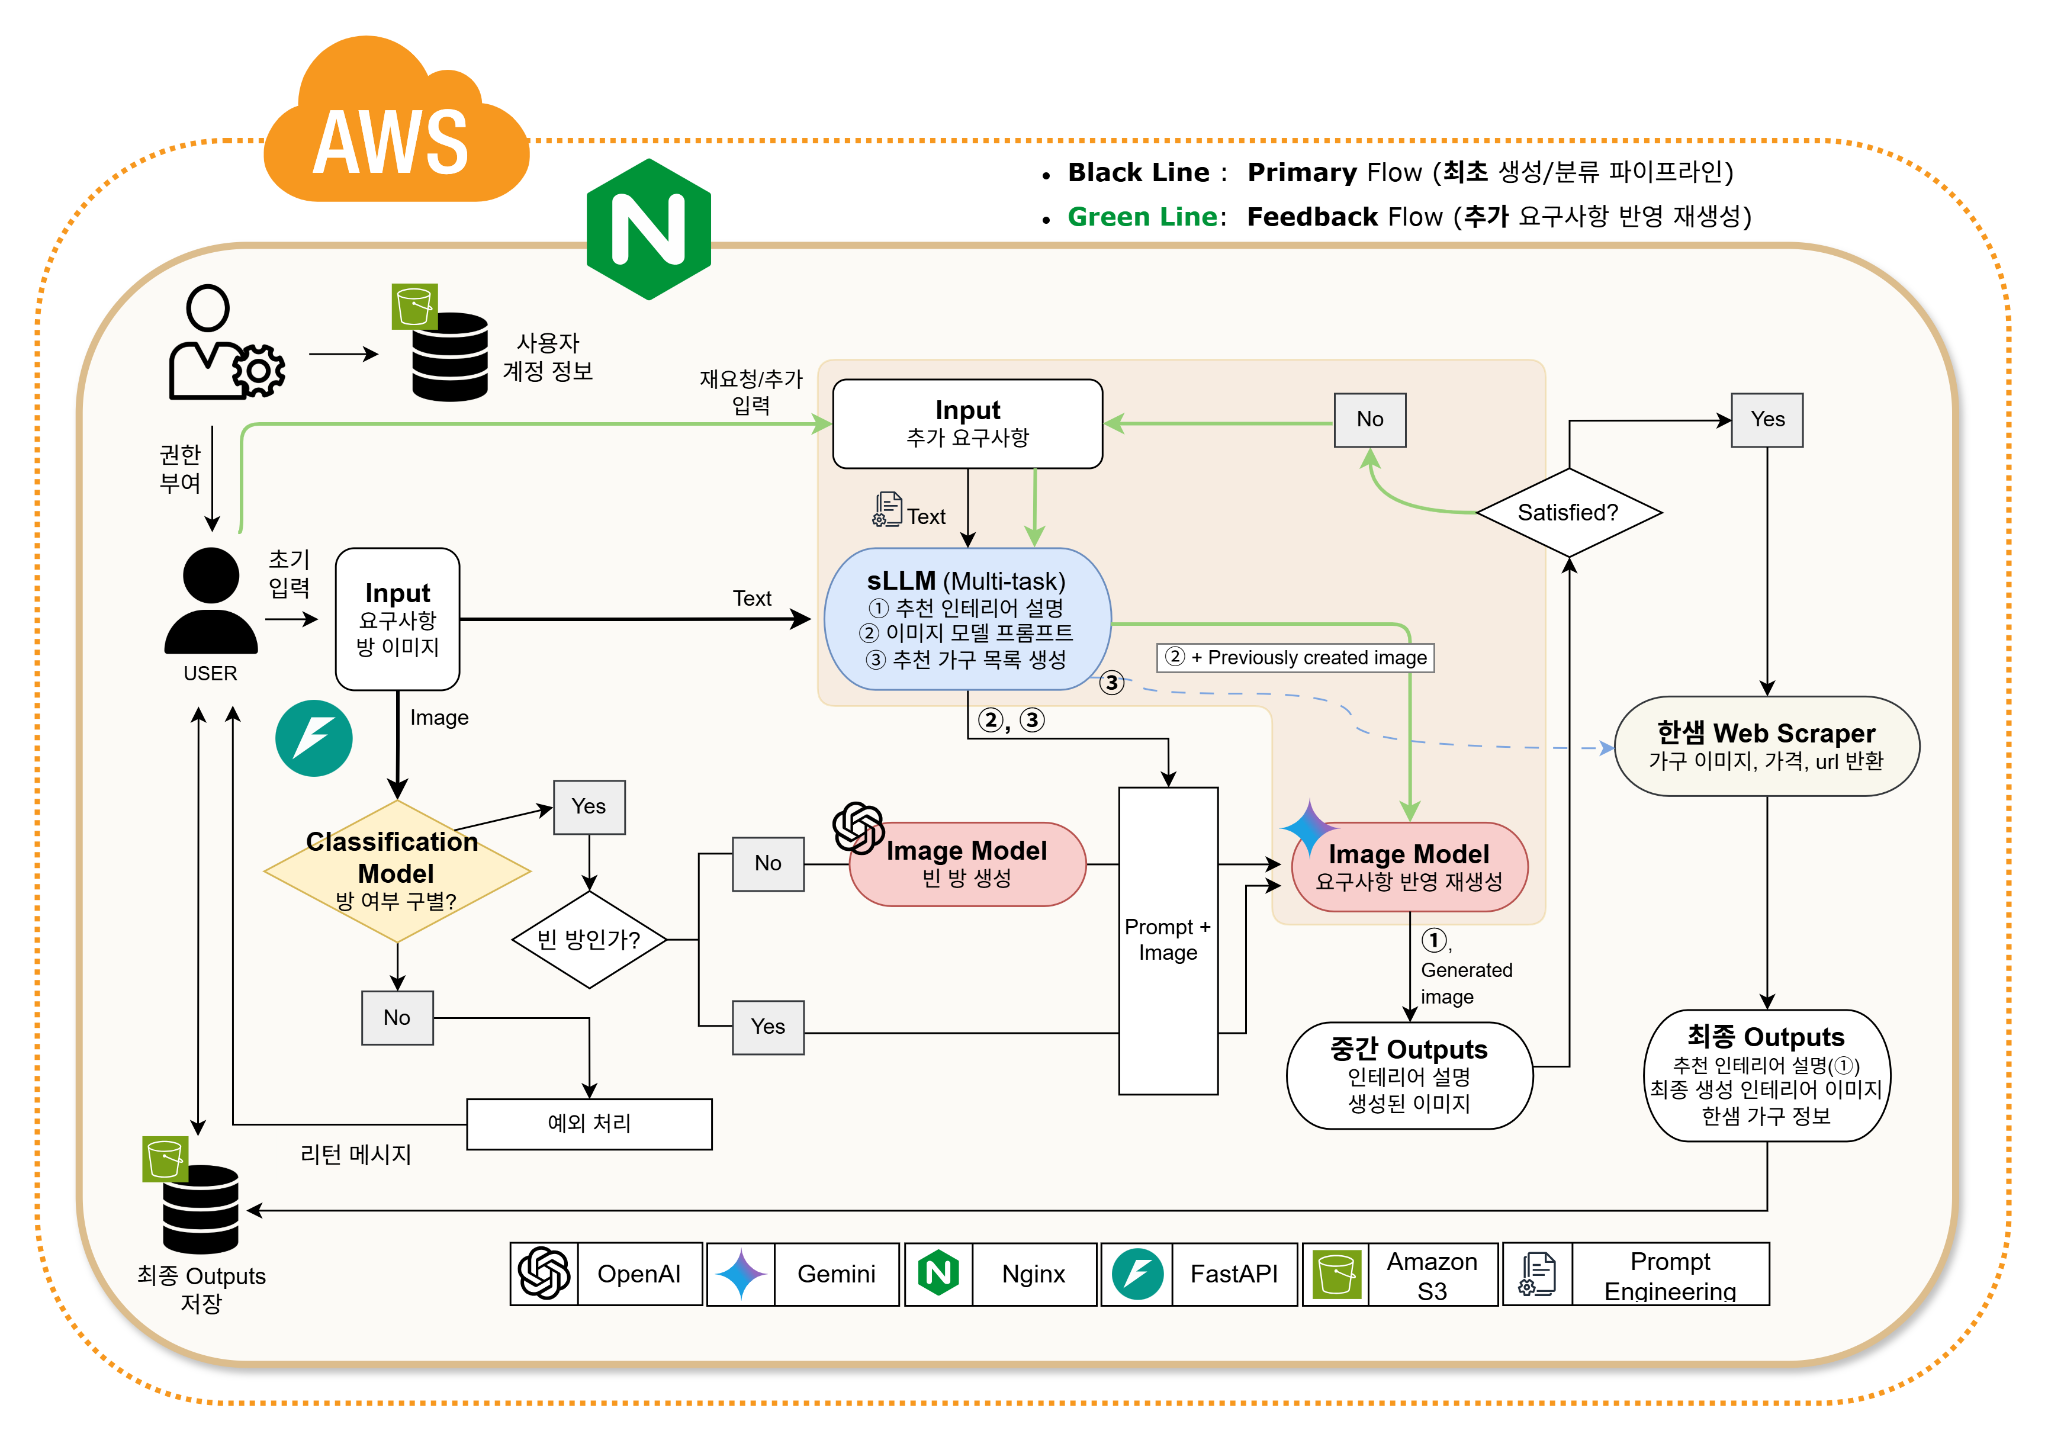 AWS
Black Line : Primary Flow (최초 생성/분류 파이프라인)
Green Line: Feedback Flow (추가 요구사항 반영 재생성)
사용자
계정 정보
권한
부여
재요청/추가
입력
Input
추가 요구사항
No
Yes
Satisfied?
Text
초기
입력
USER
Input
요구사항
방 이미지
Text
Image
sLLM (Multi-task)
① 추천 인테리어 설명
② 이미지 모델 프롬프트
③ 추천 가구 목록 생성
② + Previously created image
③
②, ③
한샘 Web Scraper
가구 이미지, 가격, url 반환
Classification
Model
방 여부 구별?
Yes
No
빈 방인가?
No
Yes
Image Model
빈 방 생성
Prompt +
Image
Image Model
요구사항 반영 재생성
①,
Generated
image
중간 Outputs
인테리어 설명
생성된 이미지
최종 Outputs
추천 인테리어 설명(①)
최종 생성 인테리어 이미지
한샘 가구 정보
예외 처리
리턴 메시지
최종 Outputs
저장
OpenAI
Gemini
Nginx
FastAPI
Amazon
S3
Prompt
Engineering